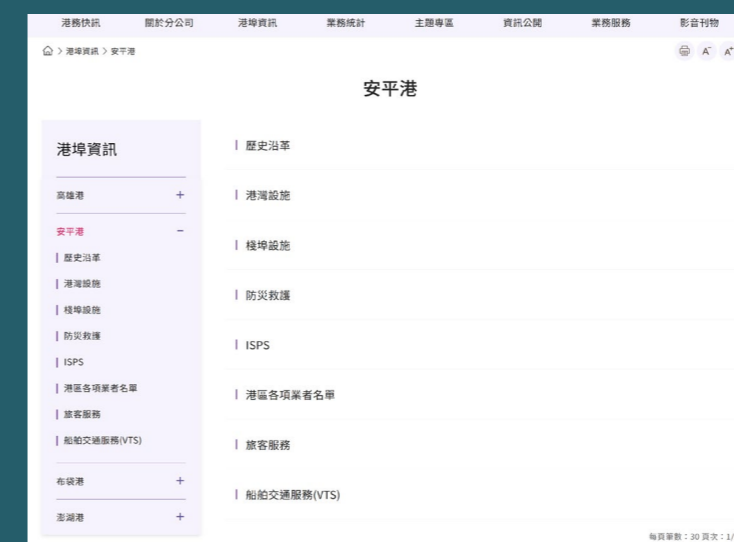 港務快訊 關於分公司 港埠資訊 業務統計 主題專區 資訊公開 業務服務 影音刊物
> 港埠資訊 > 安平港
A- A+
安平港
港埠資訊
高雄港 +
安平港 −
歷史沿革
港灣設施
棧埠設施
防災救護
ISPS
港區各項業者名單
旅客服務
船舶交通服務(VTS)
布袋港 +
澎湖港 +
歷史沿革
港灣設施
棧埠設施
防災救護
ISPS
港區各項業者名單
旅客服務
船舶交通服務(VTS)
每頁筆數：30 頁次：1/